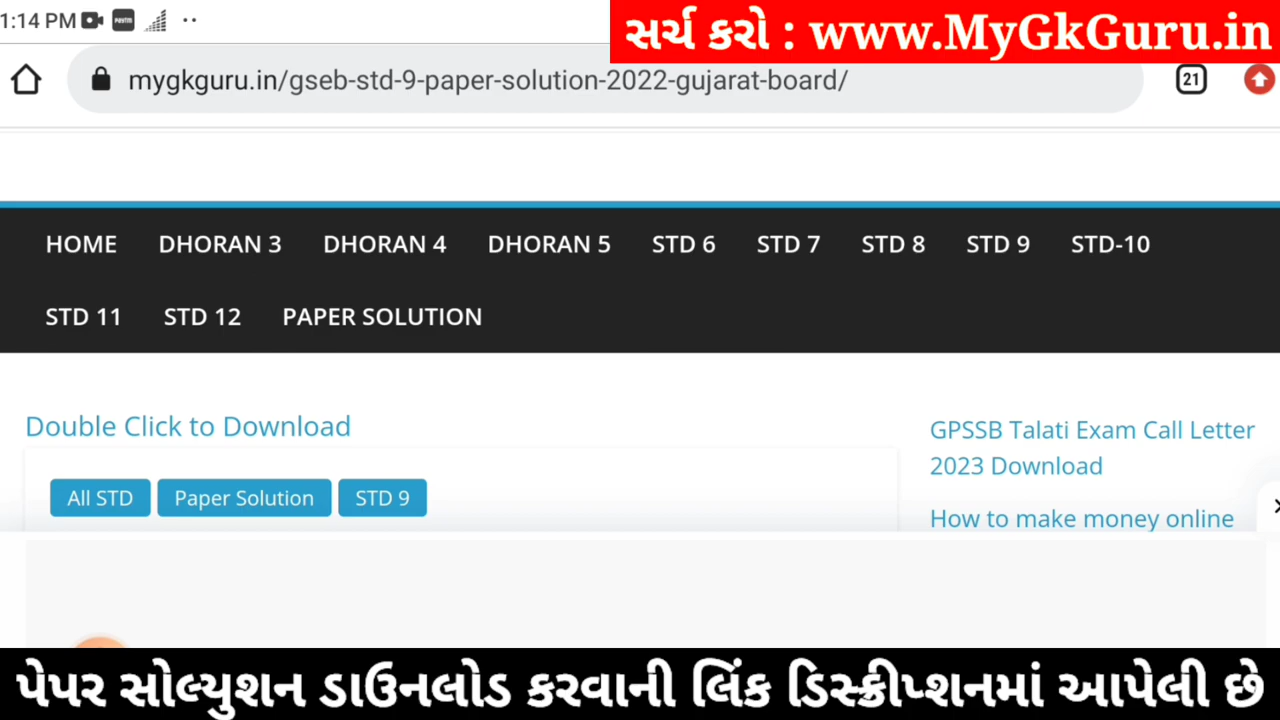 1:14 PM
સર્ચ કરો : www.MyGkGuru.in
mygkguru.in/gseb-std-9-paper-solution-2022-gujarat-board/
21
HOME DHORAN 3 DHORAN 4 DHORAN 5 STD 6 STD 7 STD 8 STD 9 STD-10
STD 11 STD 12 PAPER SOLUTION
Double Click to Download
All STD Paper Solution STD 9
GPSSB Talati Exam Call Letter
2023 Download
How to make money online
પેપર સોલ્યુશન ડાઉનલોડ કરવાની લિંક ડિસ્ક્રીપ્શનમાં આપેલી છે